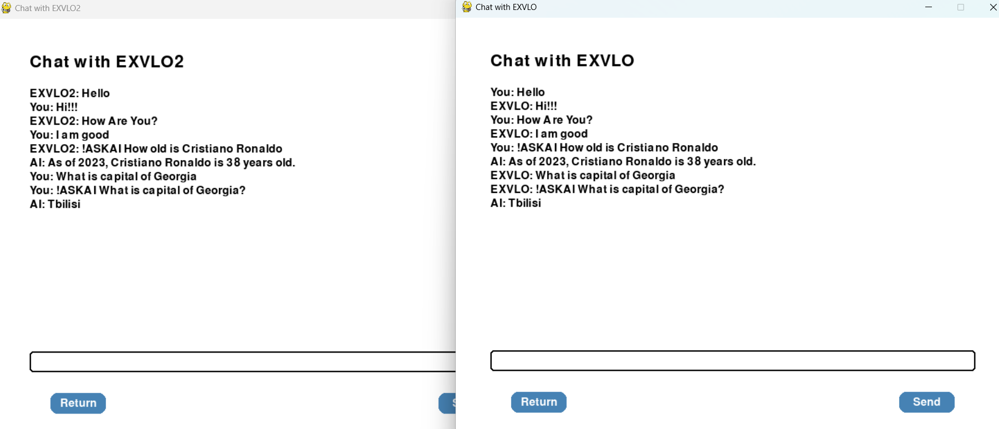 Chat with EXVLO2
Chat with EXVLO2
EXVLO2: Hello
You: Hi!!!
EXVLO2: How Are You?
You: I am good
EXVLO2: !ASKAI How old is Cristiano Ronaldo
AI: As of 2023, Cristiano Ronaldo is 38 years old.
You: What is capital of Georgia
You: !ASKAI What is capital of Georgia?
AI: Tbilisi
Return
Chat with EXVLO
Chat with EXVLO
You: Hello
EXVLO: Hi!!!
You: How Are You?
EXVLO: I am good
You: !ASKAI How old is Cristiano Ronaldo
AI: As of 2023, Cristiano Ronaldo is 38 years old.
EXVLO: What is capital of Georgia
EXVLO: !ASKAI What is capital of Georgia?
AI: Tbilisi
Return
Send